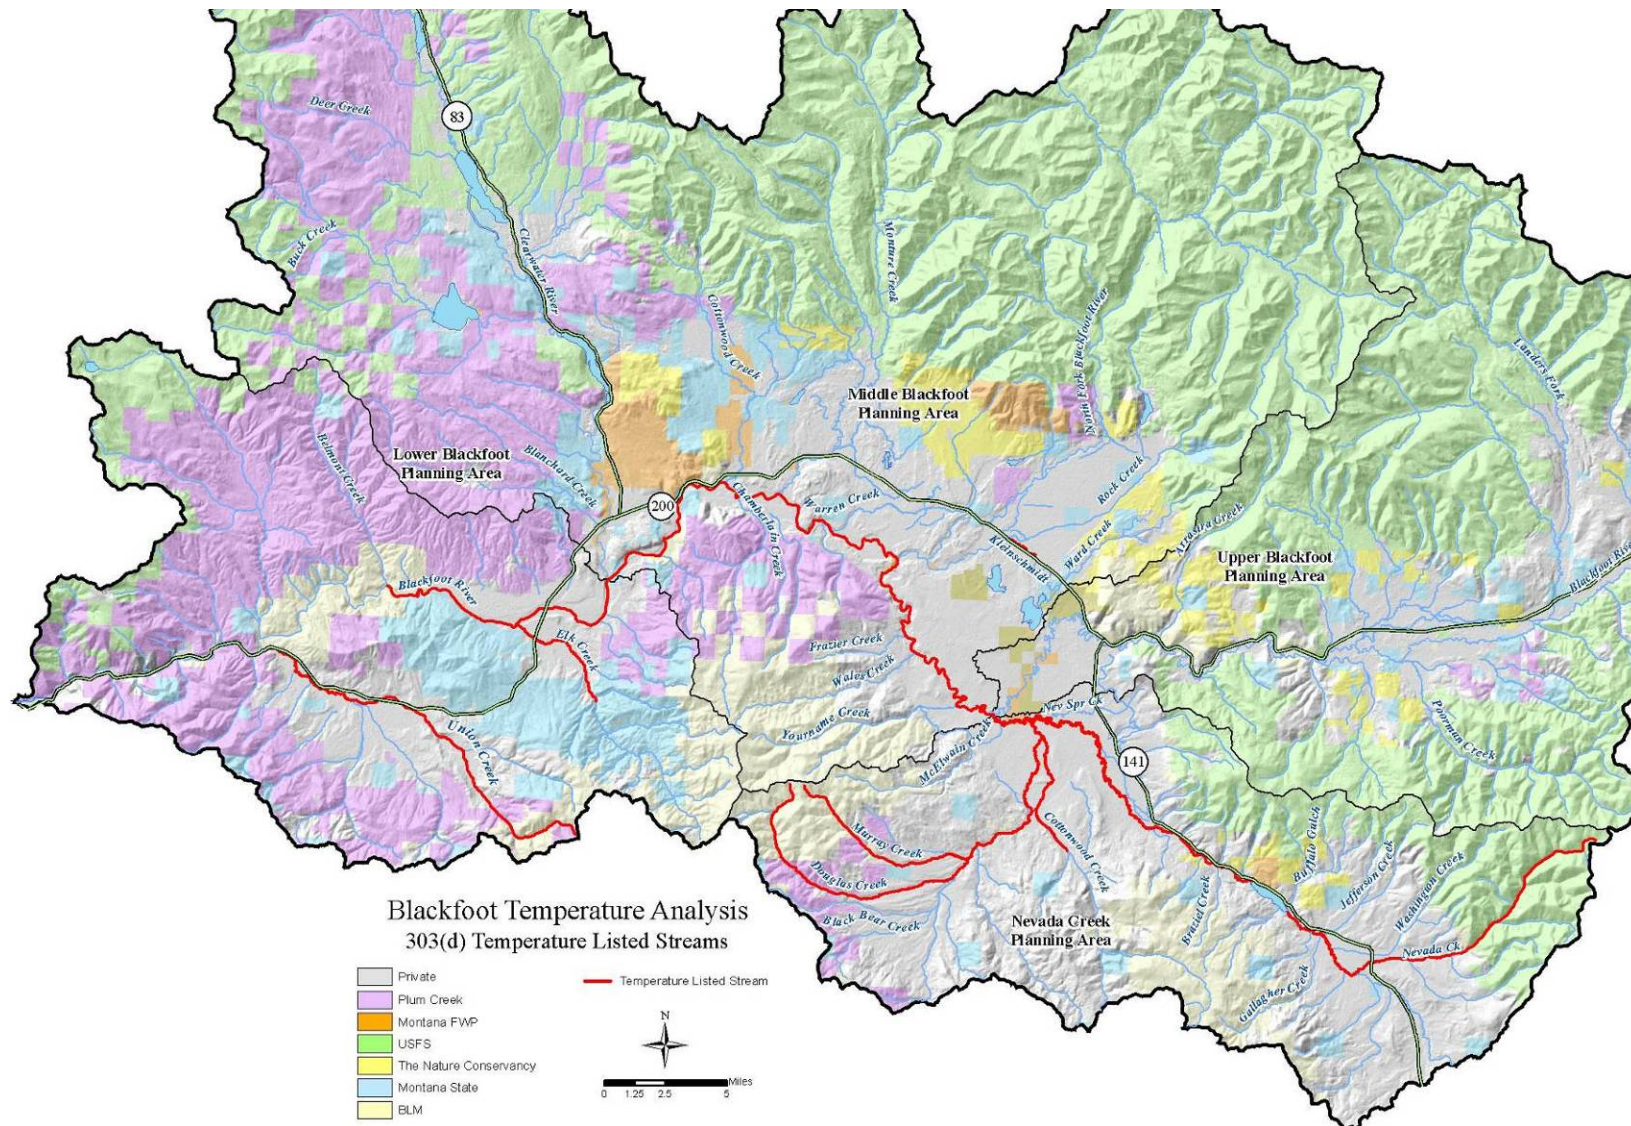 Deer Creek
83
Buck Creek
Clearwater River
Monture Creek
North Fork Blackfoot River
Landers Fork
Cottonwood Creek
Middle Blackfoot
Planning Area
Belmont Creek
Lower Blackfoot
Planning Area
Blanchard Creek
200
Chamberlain Creek
Warren Creek
Rock Creek
Kleinschmidt
Ward Creek
Arrastra Creek
Upper Blackfoot
Planning Area
Blackfoot River
Blackfoot River
Elk Creek
Frazier Creek
Wales Creek
Yourname Creek
McElwain Creek
Nev Spr Ck
Poorman Creek
Union Creek
141
Murray Creek
Douglas Creek
Black Bear Creek
Cottonwood Creek
Nevada Creek
Planning Area
Braziel Creek
Buffalo Gulch
Jefferson Creek
Washington Creek
Nevada Ck
Gallagher Creek
Blackfoot Temperature Analysis
303(d) Temperature Listed Streams
Private
Plum Creek
Montana FWP
USFS
The Nature Conservancy
Montana State
BLM
Temperature Listed Stream
N
Miles
0 1.25 2.5 5